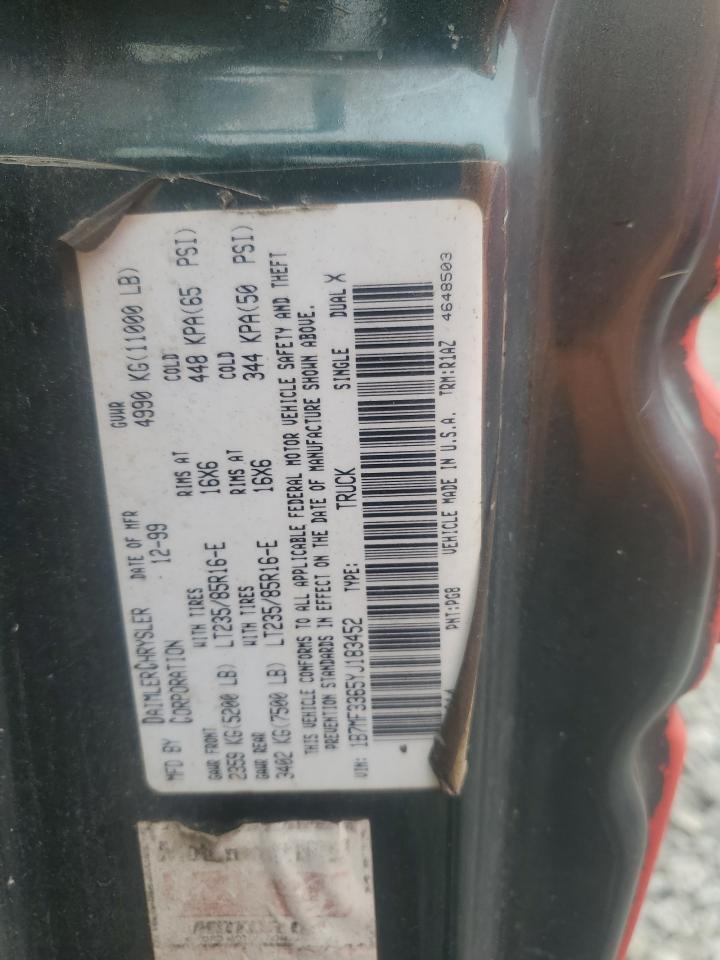 MFD BY DAIMLERCHRYSLER CORPORATION DATE OF MFR 12-99 GVWR 4990 KG(11000 LB)
GAWR FRONT WITH TIRES RIMS AT COLD
2359 KG(5200 LB) LT235/85R16-E 16X6 448 KPA(65 PSI)
GAWR REAR WITH TIRES RIMS AT COLD
3402 KG(7500 LB) LT235/85R16-E 16X6 344 KPA(50 PSI)
THIS VEHICLE CONFORMS TO ALL APPLICABLE FEDERAL MOTOR VEHICLE SAFETY AND THEFT
PREVENTION STANDARDS IN EFFECT ON THE DATE OF MANUFACTURE SHOWN ABOVE.
VIN: 1B7MF3365YJ183452 TYPE: TRUCK SINGLE DUAL X
PNT:PG8 VEHICLE MADE IN U.S.A. TRM:R1AZ 4648503